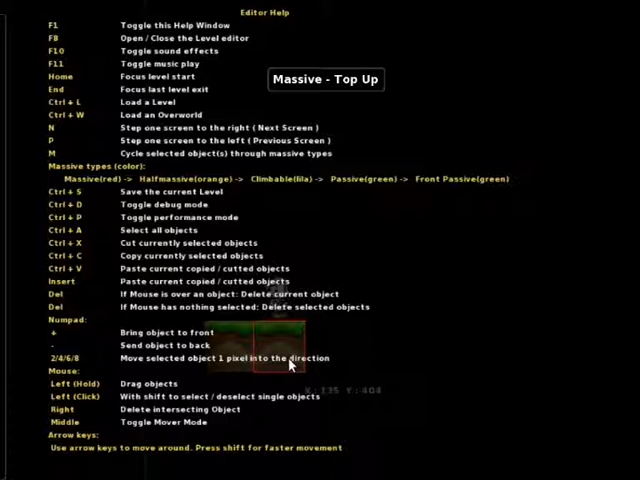 Editor Help
F1 Toggle this Help Window
F8 Open / Close the Level editor
F10 Toggle sound effects
F11 Toggle music play
Home Focus level start
Massive - Top Up
End Focus last level exit
Ctrl + L Load a Level
Ctrl + W Load an Overworld
N Step one screen to the right ( Next Screen )
P Step one screen to the left ( Previous Screen )
M Cycle selected object(s) through massive types
Massive types (color):
Massive(red) -> Halfmassive(orange) -> Climbable(lila) -> Passive(green) -> Front Passive(green)
Ctrl + S Save the current Level
Ctrl + D Toggle debug mode
Ctrl + P Toggle performance mode
Ctrl + A Select all objects
Ctrl + X Cut currently selected objects
Ctrl + C Copy currently selected objects
Ctrl + V Paste current copied / cutted objects
Insert Paste current copied / cutted objects
Del If Mouse is over an object: Delete current object
Del If Mouse has nothing selected: Delete selected objects
Numpad:
+ Bring object to front
- Send object to back
2/4/6/8 Move selected object 1 pixel into the direction
Mouse:
Left (Hold) Drag objects
X : 135 Y : 404
Left (Click) With shift to select / deselect single objects
Right Delete intersecting Object
Middle Toggle Mover Mode
Arrow keys:
Use arrow keys to move around. Press shift for faster movement